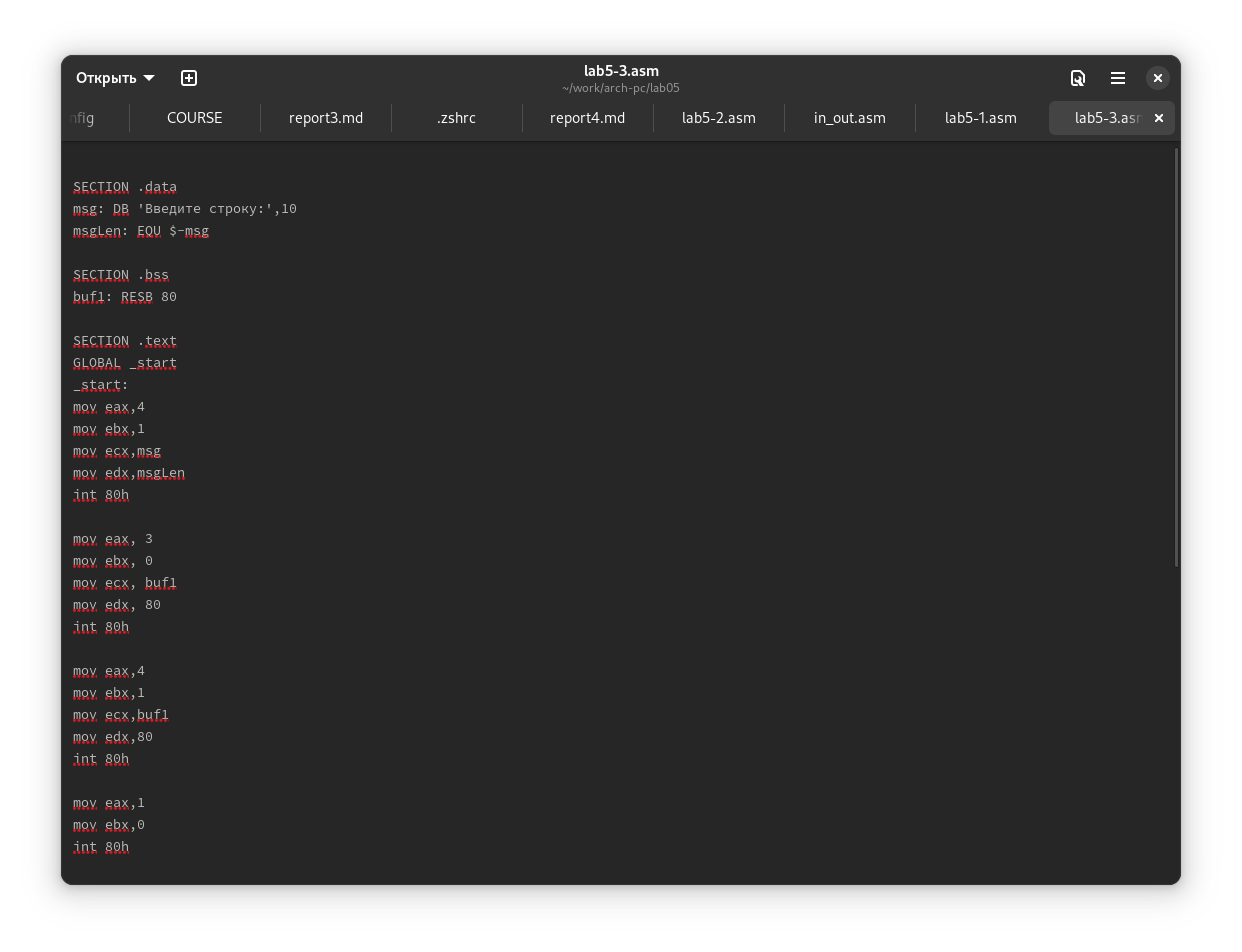 Открыть
lab5-3.asm
~/work/arch-pc/lab05
nfig COURSE report3.md .zshrc report4.md lab5-2.asm in_out.asm lab5-1.asm lab5-3.asm
SECTION .data
msg: DB 'Введите строку:',10
msgLen: EQU $-msg
SECTION .bss
buf1: RESB 80
SECTION .text
GLOBAL _start
_start:
mov eax,4
mov ebx,1
mov ecx,msg
mov edx,msgLen
int 80h
mov eax, 3
mov ebx, 0
mov ecx, buf1
mov edx, 80
int 80h
mov eax,4
mov ebx,1
mov ecx,buf1
mov edx,80
int 80h
mov eax,1
mov ebx,0
int 80h